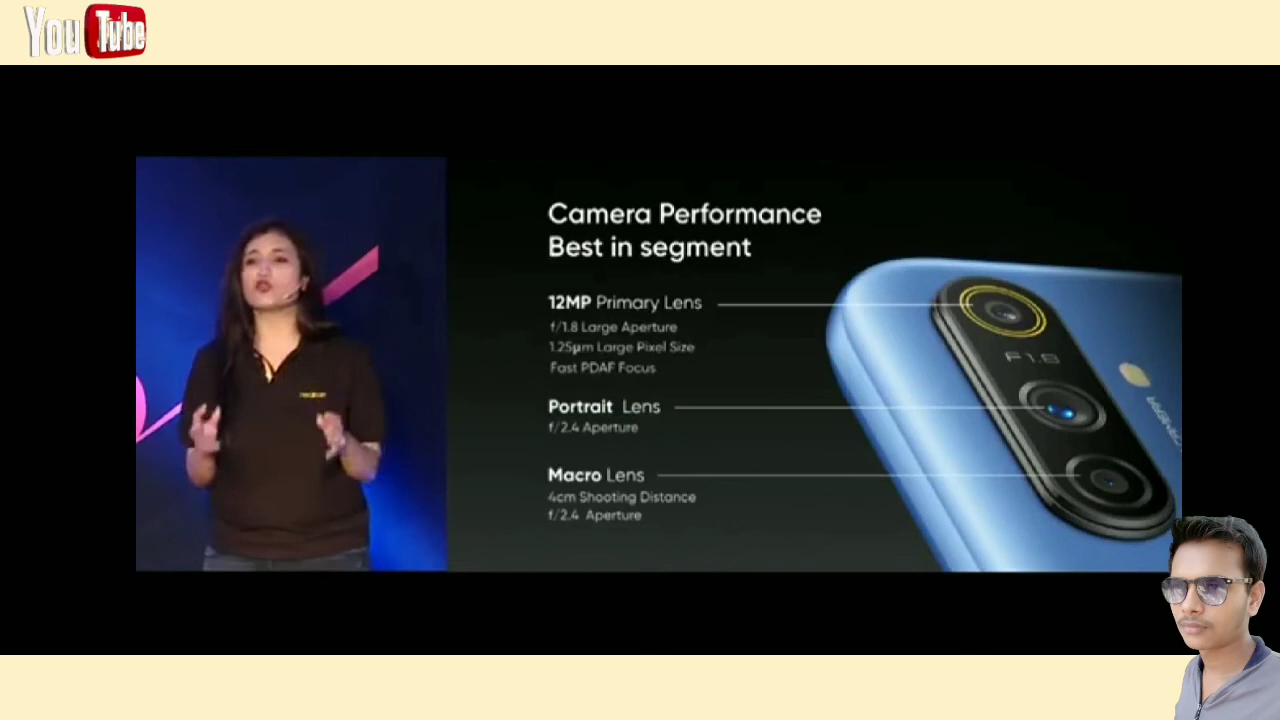 YouTube
Camera Performance
Best in segment
12MP Primary Lens
f/1.8 Large Aperture
1.25µm Large Pixel Size
Fast PDAF Focus
Portrait Lens
f/2.4 Aperture
Macro Lens
4cm Shooting Distance
f/2.4 Aperture
F1.8
realme